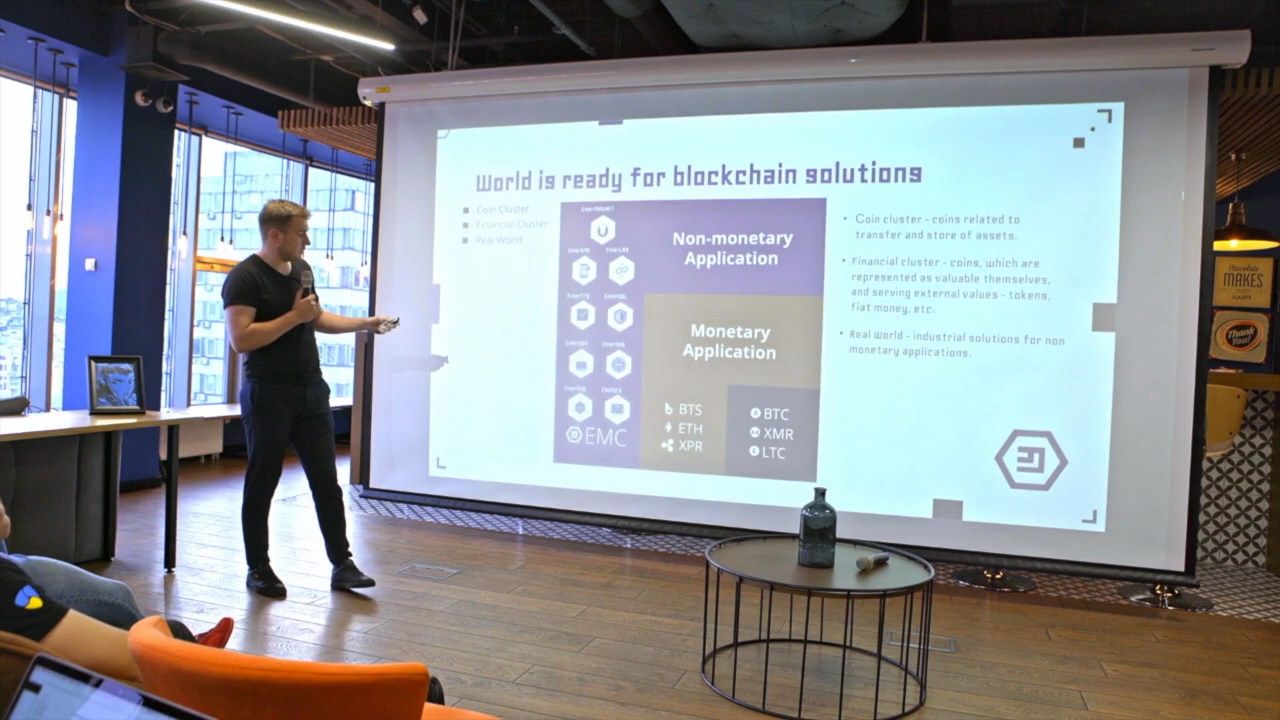 World is ready for blockchain solutions
- Coin Cluster
- Financial Cluster
- Real World
Non-monetary
Application
Monetary
Application
BTS
ETH
XPR
BTC
XMR
LTC
EMC
• Coin cluster - coins related to
transfer and store of assets.
• Financial cluster - coins, which are
represented as valuable themselves,
and serving external values - tokens,
fiat money, etc.
• Real World - industrial solutions for non
monetary applications.
Chocolate
MAKES
HAPPY
Thank
You!